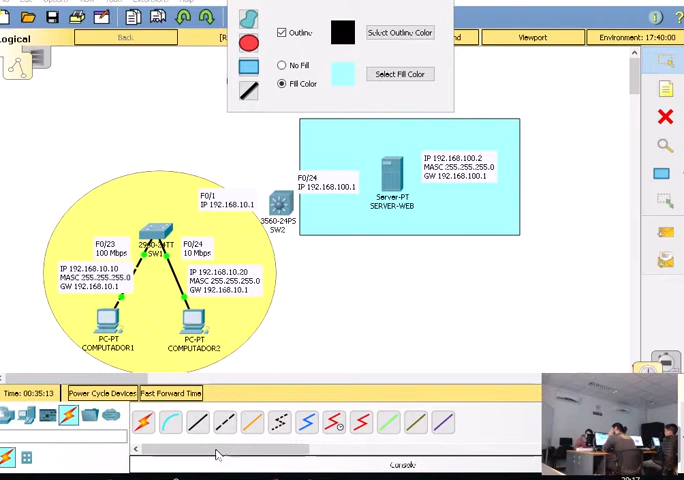 Outline
Select Outline Color
No Fill
Fill Color
Select Fill Color
ogical
Back
[R
nd
Viewport
Environment: 17:40:00
IP 192.168.100.2
MASC 255.255.255.0
GW 192.168.100.1
Server-PT
SERVER-WEB
F0/24
IP 192.168.100.1
F0/1
IP 192.168.10.1
3560-24PS
SW2
2960-24TT
SW1
F0/23
100 Mbps
F0/24
10 Mbps
IP 192.168.10.10
MASC 255.255.255.0
GW 192.168.10.1
IP 192.168.10.20
MASC 255.255.255.0
GW 192.168.10.1
PC-PT
COMPUTADOR1
PC-PT
COMPUTADOR2
Time: 00:35:13
Power Cycle Devices
Fast Forward Time
Console